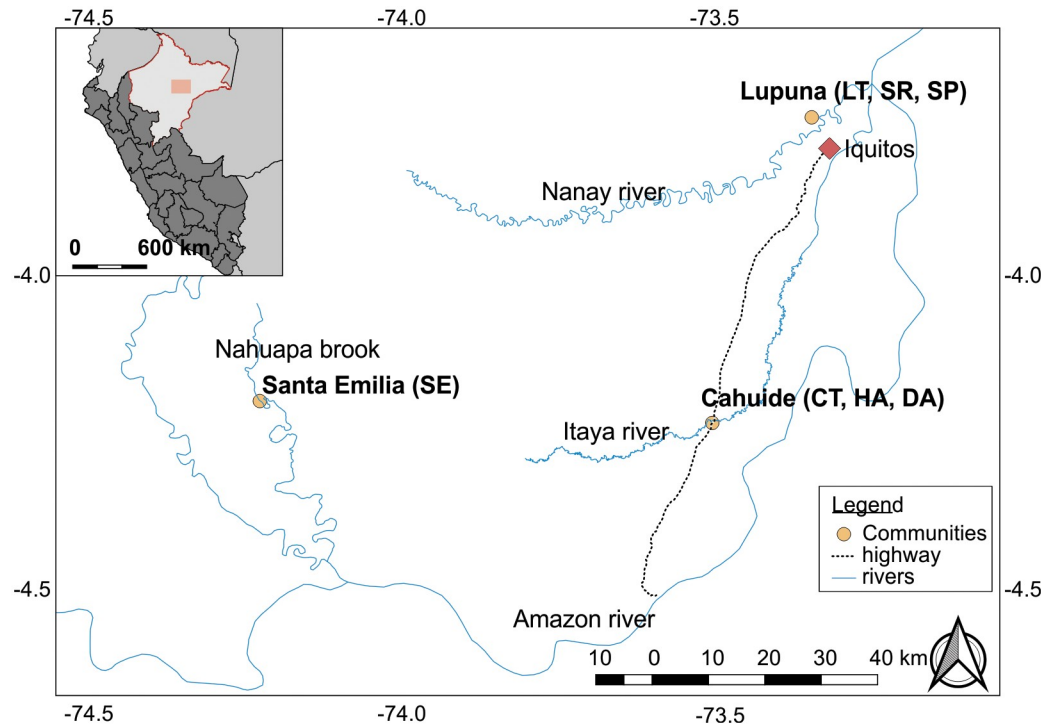 -74.5 -74.0 -73.5
Lupuna (LT, SR, SP)
Iquitos
Nanay river
0 600 km
-4.0 -4.0
Nahuapa brook
Santa Emilia (SE)
Cahuide (CT, HA, DA)
Itaya river
Legend
Communities
highway
rivers
-4.5 -4.5
Amazon river
10 0 10 20 30 40 km
-74.5 -74.0 -73.5